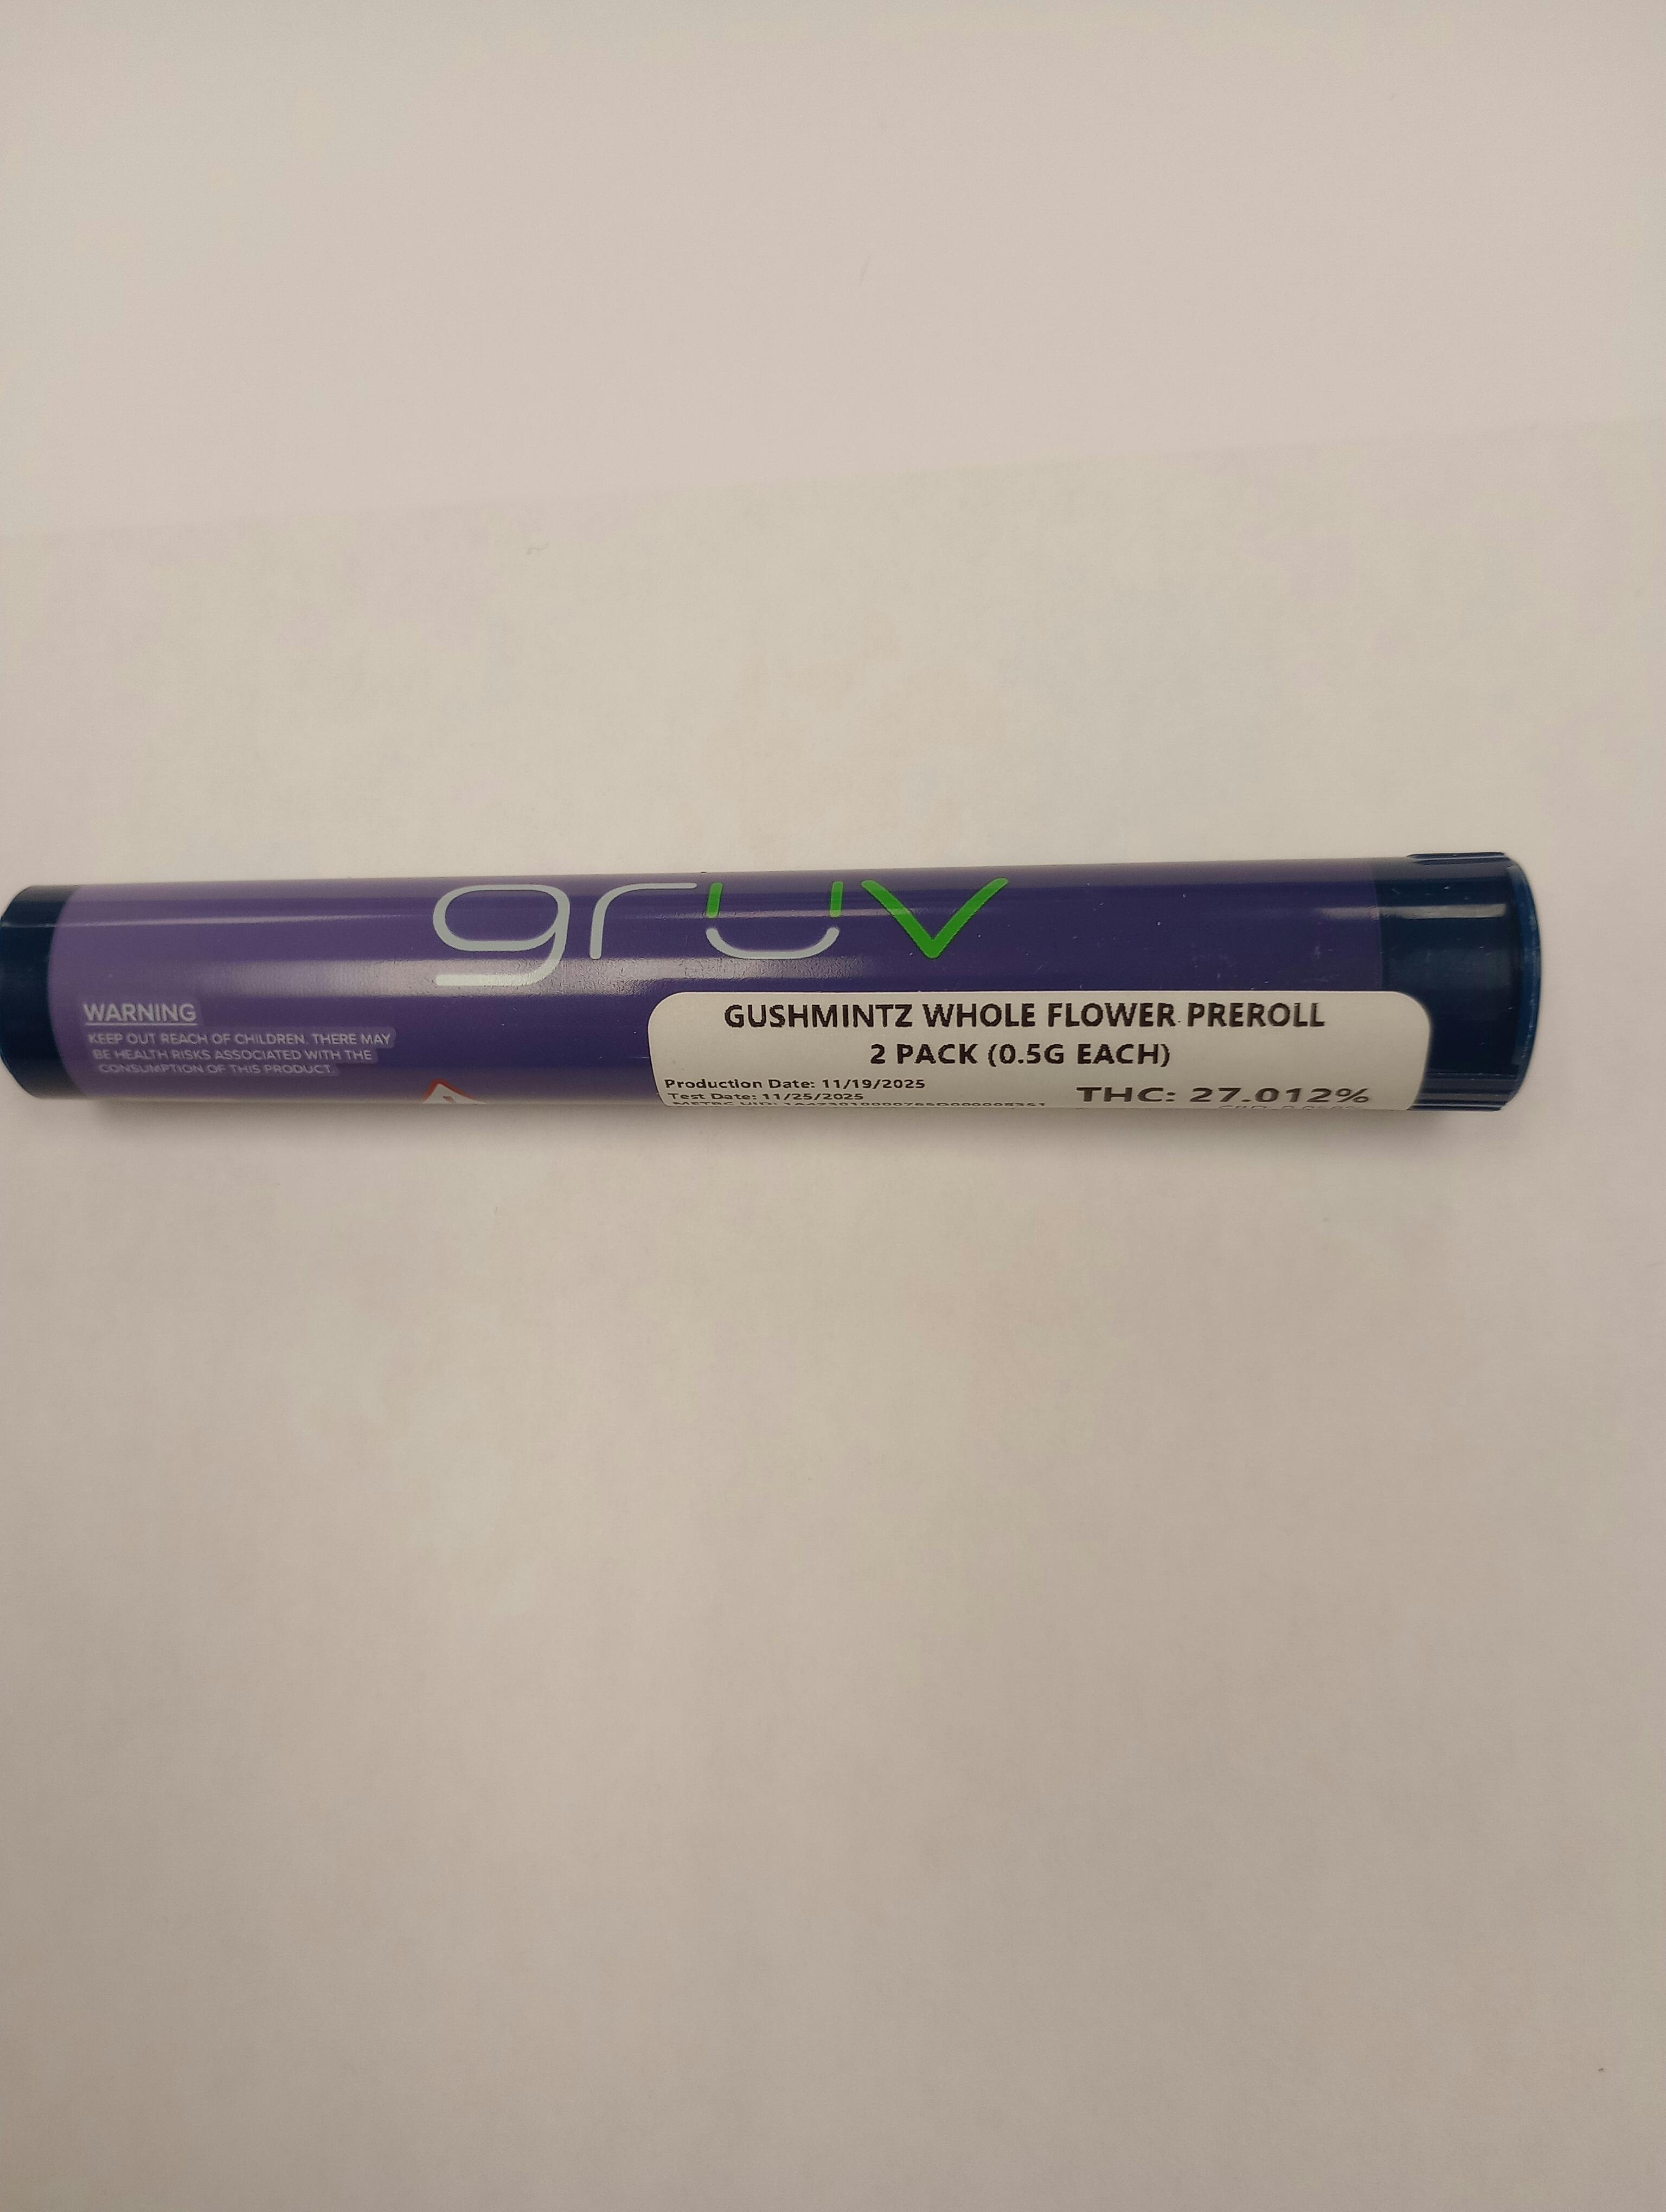 gruv
WARNING
KEEP OUT REACH OF CHILDREN. THERE MAY
BE HEALTH RISKS ASSOCIATED WITH THE
CONSUMPTION OF THIS PRODUCT.
GUSHMINTZ WHOLE FLOWER PREROLL
2 PACK (0.5G EACH)
Production Date: 11/19/2025
Test Date: 11/25/2025
METRC UID:
THC: 27.012%